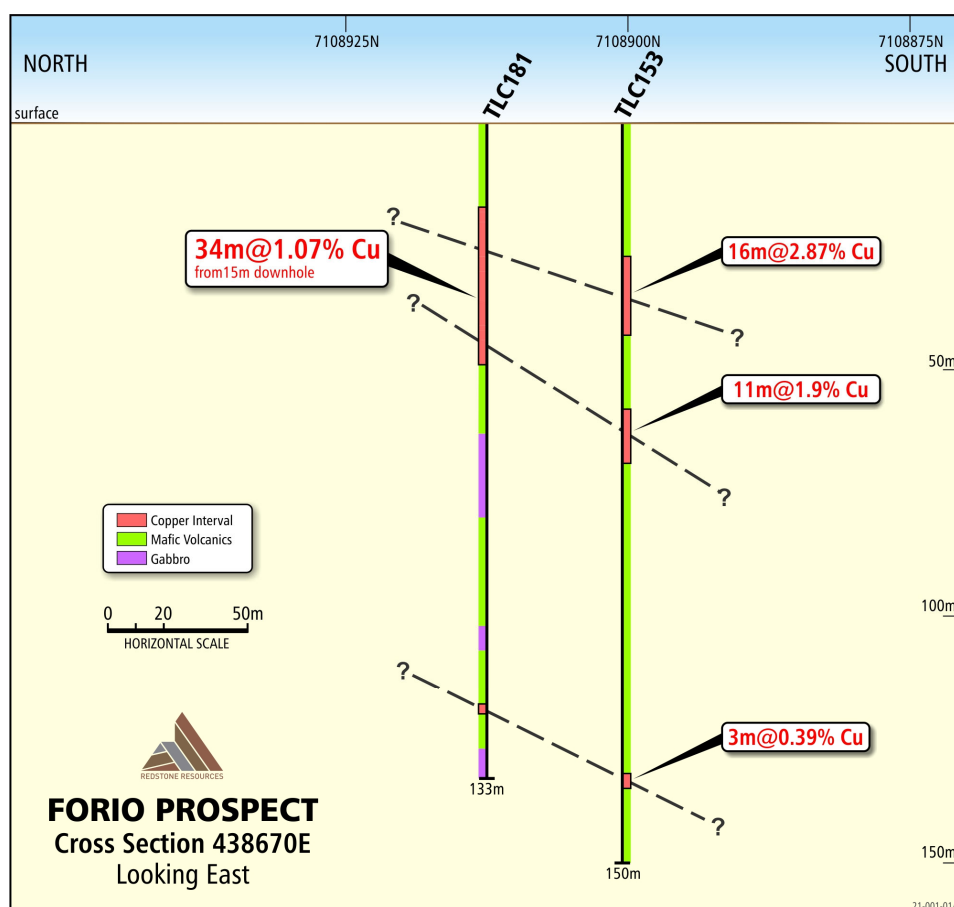 7108925N
7108900N
7108875N
NORTH
SOUTH
TLC181
TLC153
surface
?
34m@1.07% Cu
from15m downhole
16m@2.87% Cu
?
?
50m
11m@1.9% Cu
?
Copper Interval
Mafic Volcanics
Gabbro
0 20 50m
HORIZONTAL SCALE
100m
?
3m@0.39% Cu
REDSTONE RESOURCES
133m
?
FORIO PROSPECT
Cross Section 438670E
Looking East
150m
150m